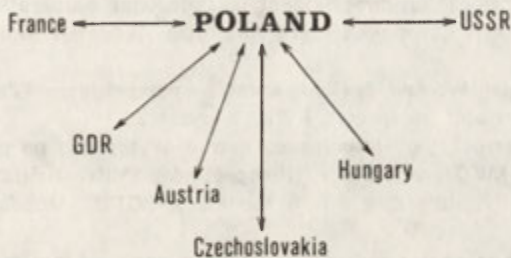 France POLAND USSR
GDR
Hungary
Austria
Czechoslovakia